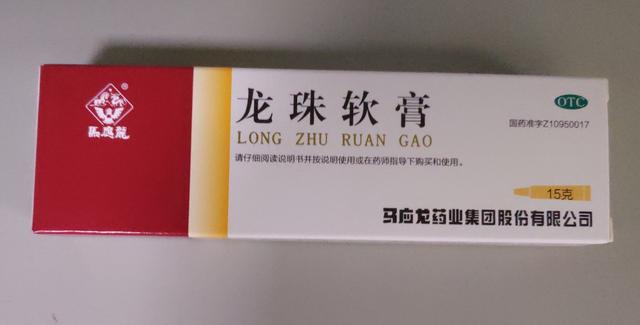 馬應龍
®
龙珠软膏
LONG ZHU RUAN GAO
请仔细阅读说明书并按说明使用或在药师指导下购买和使用。
OTC
国药准字Z10950017
15克
马应龙药业集团股份有限公司